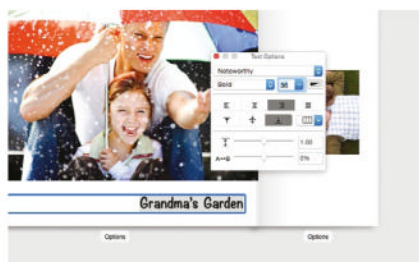 Text Options
Noteworthy
Bold 36
1.00
A↔B 0%
Grandma's Garden
Options Options